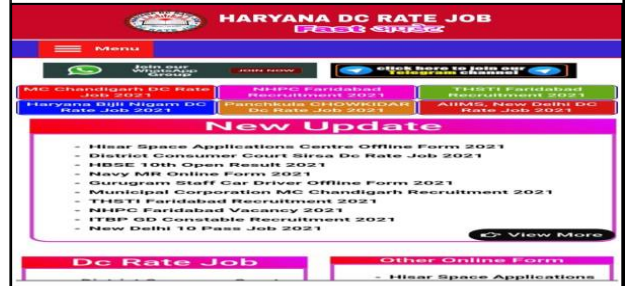 HARYANA DC RATE JOB
Fast अपडेट
Menu
Join our
WhatsApp
Group
JOIN NOW
click here to join our
Telegram channel
MC Chandigarh DC Rate
Job 2021
NHPC Faridabad
Recruitment 2021
THSTI Faridabad
Recruitment 2021
Haryana Bijli Nigam DC
Rate Job 2021
Panchkula CHOWKIDAR
Dc Rate Job 2021
AIIMS, New Delhi DC
Rate Job 2021
New Update
- Hisar Space Applications Centre Offline Form 2021
- District Consumer Court Sirsa Dc Rate Job 2021
- HBSE 10th Open Result 2021
- Navy MR Online Form 2021
- Gurugram Staff Car Driver Offline Form 2021
- Municipal Corporation MC Chandigarh Recruitment 2021
- THSTI Faridabad Recruitment 2021
- NHPC Faridabad Vacancy 2021
- ITBP GD Constable Recruitment 2021
- New Delhi 10 Pass Job 2021
View More
Dc Rate Job
Other Online Form
- Hisar Space Applications